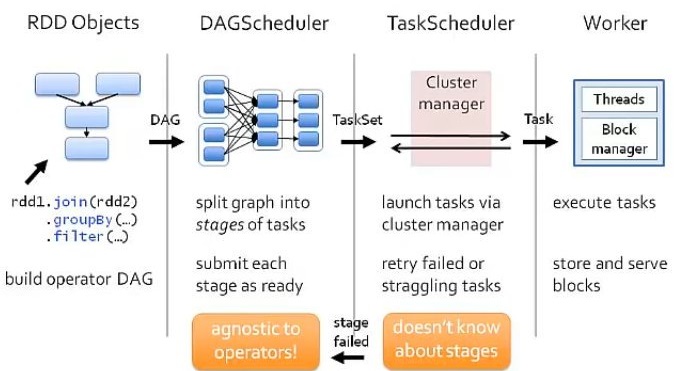 RDD Objects
DAGScheduler
TaskScheduler
Worker
Cluster
manager
Threads
Block
manager
DAG
TaskSet
Task
rdd1.join(rdd2)
.groupBy(…)
.filter(…)
split graph into
stages of tasks
launch tasks via
cluster manager
execute tasks
build operator DAG
submit each
stage as ready
retry failed or
straggling tasks
store and serve
blocks
agnostic to
operators!
stage
failed
doesn't know
about stages